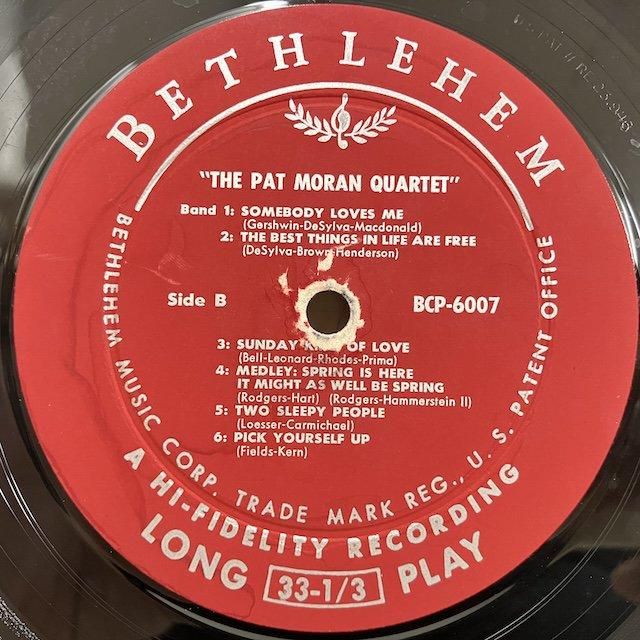 BETHLEHEM
"THE PAT MORAN QUARTET"
Band 1: SOMEBODY LOVES ME
(Gershwin-DeSylva-Macdonald)
2: THE BEST THINGS IN LIFE ARE FREE
(DeSylva-Brown-Henderson)
Side B
BCP-6007
3: SUNDAY OF LOVE
(Bell-Leonard-Rhodes-Prima)
4: MEDLEY: SPRING IS HERE
IT MIGHT AS WELL BE SPRING
(Rodgers-Hart) (Rodgers-Hammerstein II)
5: TWO SLEEPY PEOPLE
(Loesser-Carmichael)
6: PICK YOURSELF UP
(Fields-Kern)
BETHLEHEM MUSIC CORP. TRADE MARK REG., U. S. PATENT OFFICE
A HI-FIDELITY RECORDING
LONG 33-1/3 PLAY